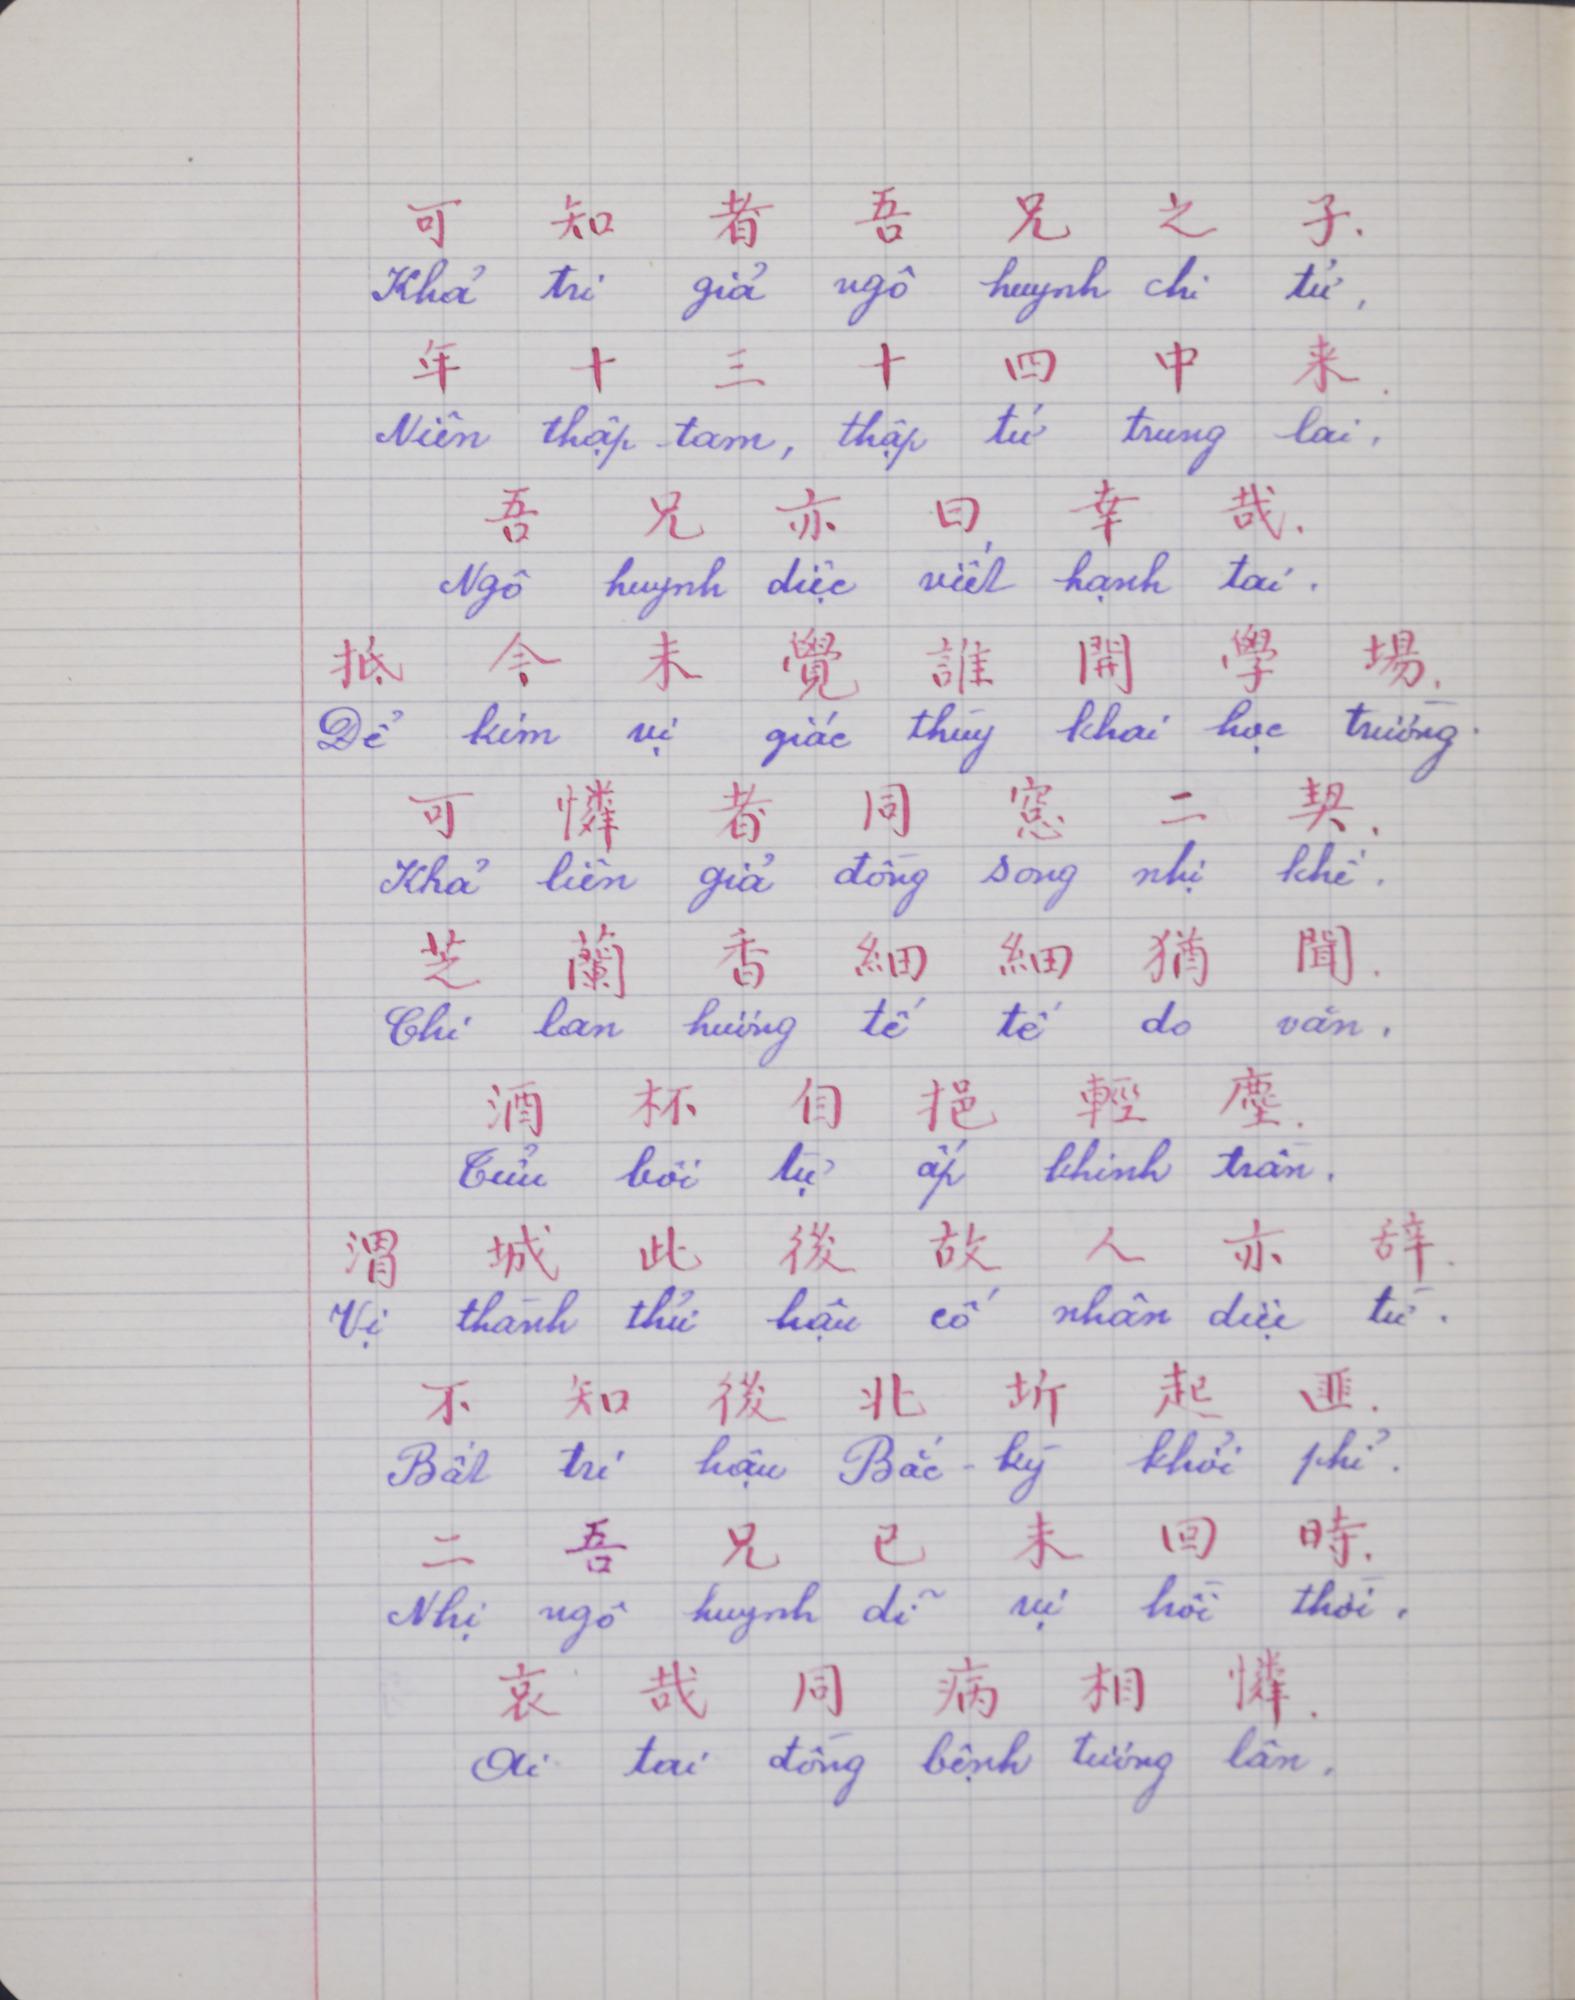 可 知 者 吾 兄 之 子.
Khả tri giả ngô huynh chi tử,
年 十 三 十 四 中 来.
Niên thập tam, thập tứ trung lai,
吾 兄 亦 曰 幸 哉.
Ngô huynh diệc viết hạnh tai.
抵 今 未 覺 誰 開 學 場.
Để kim vị giác thùy khai học trường.
可 憐 者 同 窓 二 契.
Khả liên giả đồng song nhị khế.
芝 蘭 香 細 細 猶 聞.
Chi lan hương tế tế do văn.
酒 杯 自 挹 輕 塵.
Tửu bôi tự ấp khinh trần.
渭 城 此 後 故 人 亦 辞.
Vị thành thử hậu cố nhân diệc từ.
不 知 後 北 圻 起 匪.
Bất tri hậu Bắc-kỳ khởi phỉ.
二 吾 兄 已 未 回 時.
Nhị ngô huynh dĩ vị hồi thời.
哀 哉 同 病 相 憐.
Ai tai đồng bệnh tương lân.